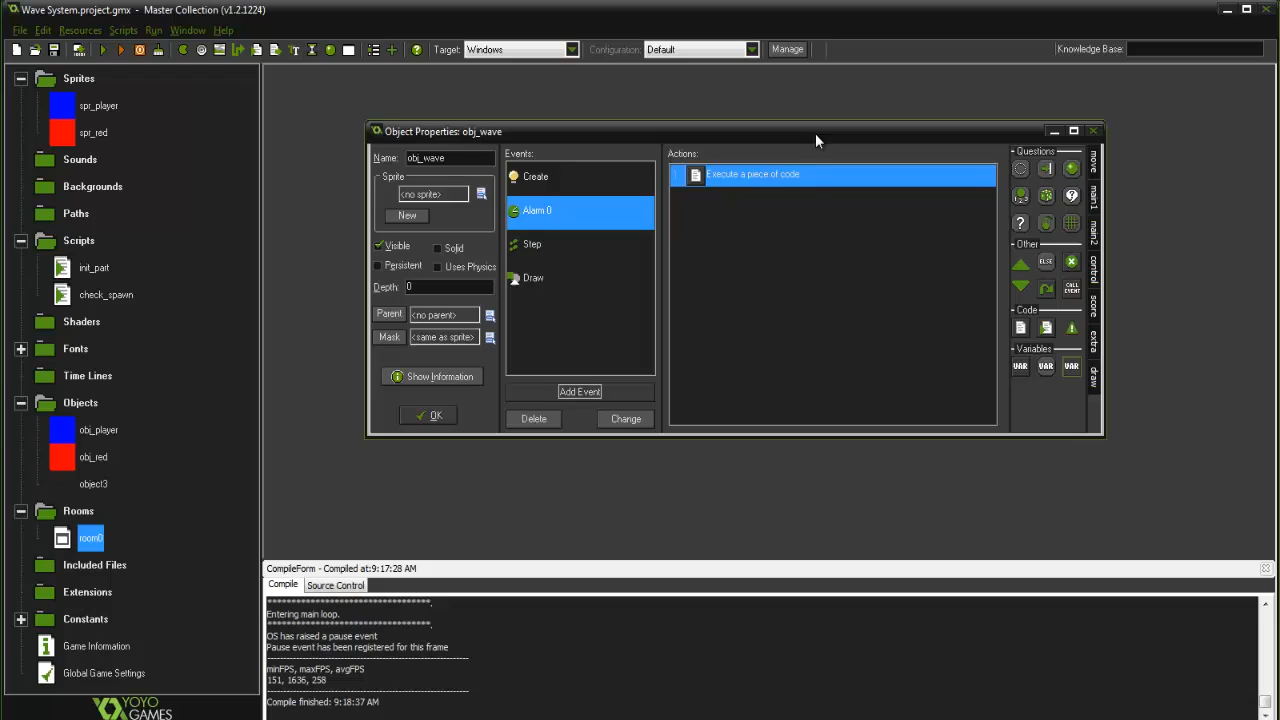 Wave System.project.gmx - Master Collection (v1.2.1224)
File Edit Resources Scripts Run Window Help
Target: Windows Configuration: Default Manage Knowledge Base:
Sprites
spr_player
spr_red
Sounds
Backgrounds
Paths
Scripts
init_part
check_spawn
Shaders
Fonts
Time Lines
Objects
obj_player
obj_red
object3
Rooms
room0
Included Files
Extensions
Constants
Game Information
Global Game Settings
YOYO
GAMES
Object Properties: obj_wave
Name: obj_wave
Sprite
<no sprite>
New
Visible Solid
Persistent Uses Physics
Depth: 0
Parent <no parent>
Mask <same as sprite>
Show Information
OK
Events:
Create
Alarm 0
Step
Draw
Add Event
Delete Change
Actions:
Execute a piece of code
Questions
Other
ELSE
CALL EVENT
Code
Variables
VAR VAR VAR
move
main1
main2
control
score
extra
draw
CompileForm - Compiled at:9:17:28 AM
Compile Source Control
***********************************.
Entering main loop.
***********************************.
OS has raised a pause event
Pause event has been registered for this frame
-------------------------------------------------
minFPS, maxFPS, avgFPS
151, 1636, 258
-------------------------------------------------
Compile finished: 9:18:37 AM